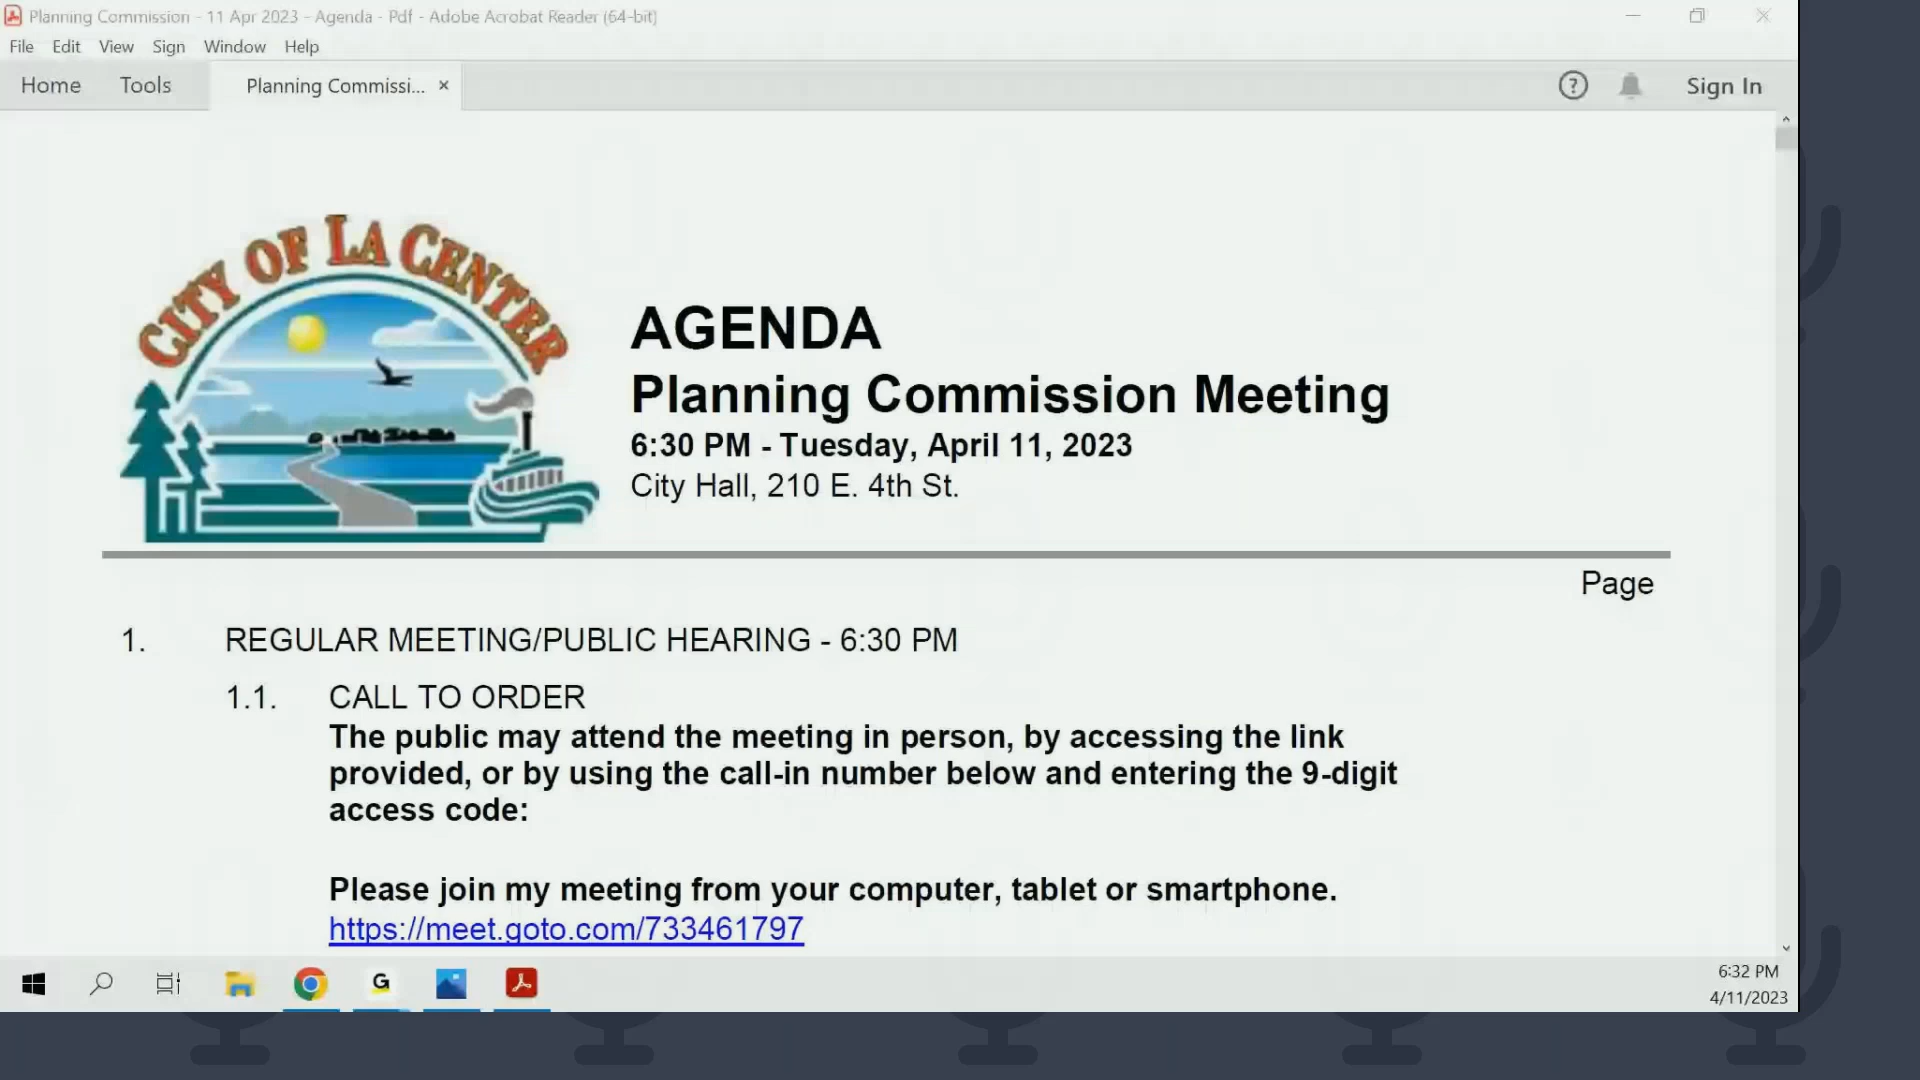 Planning Commission - 11 Apr 2023 - Agenda - Pdf - Adobe Acrobat Reader (64-bit)
File Edit View Sign Window Help
Home Tools Planning Commissi... × ? Sign In
CITY OF LA CENTER
AGENDA
Planning Commission Meeting
6:30 PM - Tuesday, April 11, 2023
City Hall, 210 E. 4th St.
Page
1. REGULAR MEETING/PUBLIC HEARING - 6:30 PM
1.1. CALL TO ORDER
The public may attend the meeting in person, by accessing the link
provided, or by using the call-in number below and entering the 9-digit
access code:
Please join my meeting from your computer, tablet or smartphone.
https://meet.goto.com/733461797
G
6:32 PM
4/11/2023